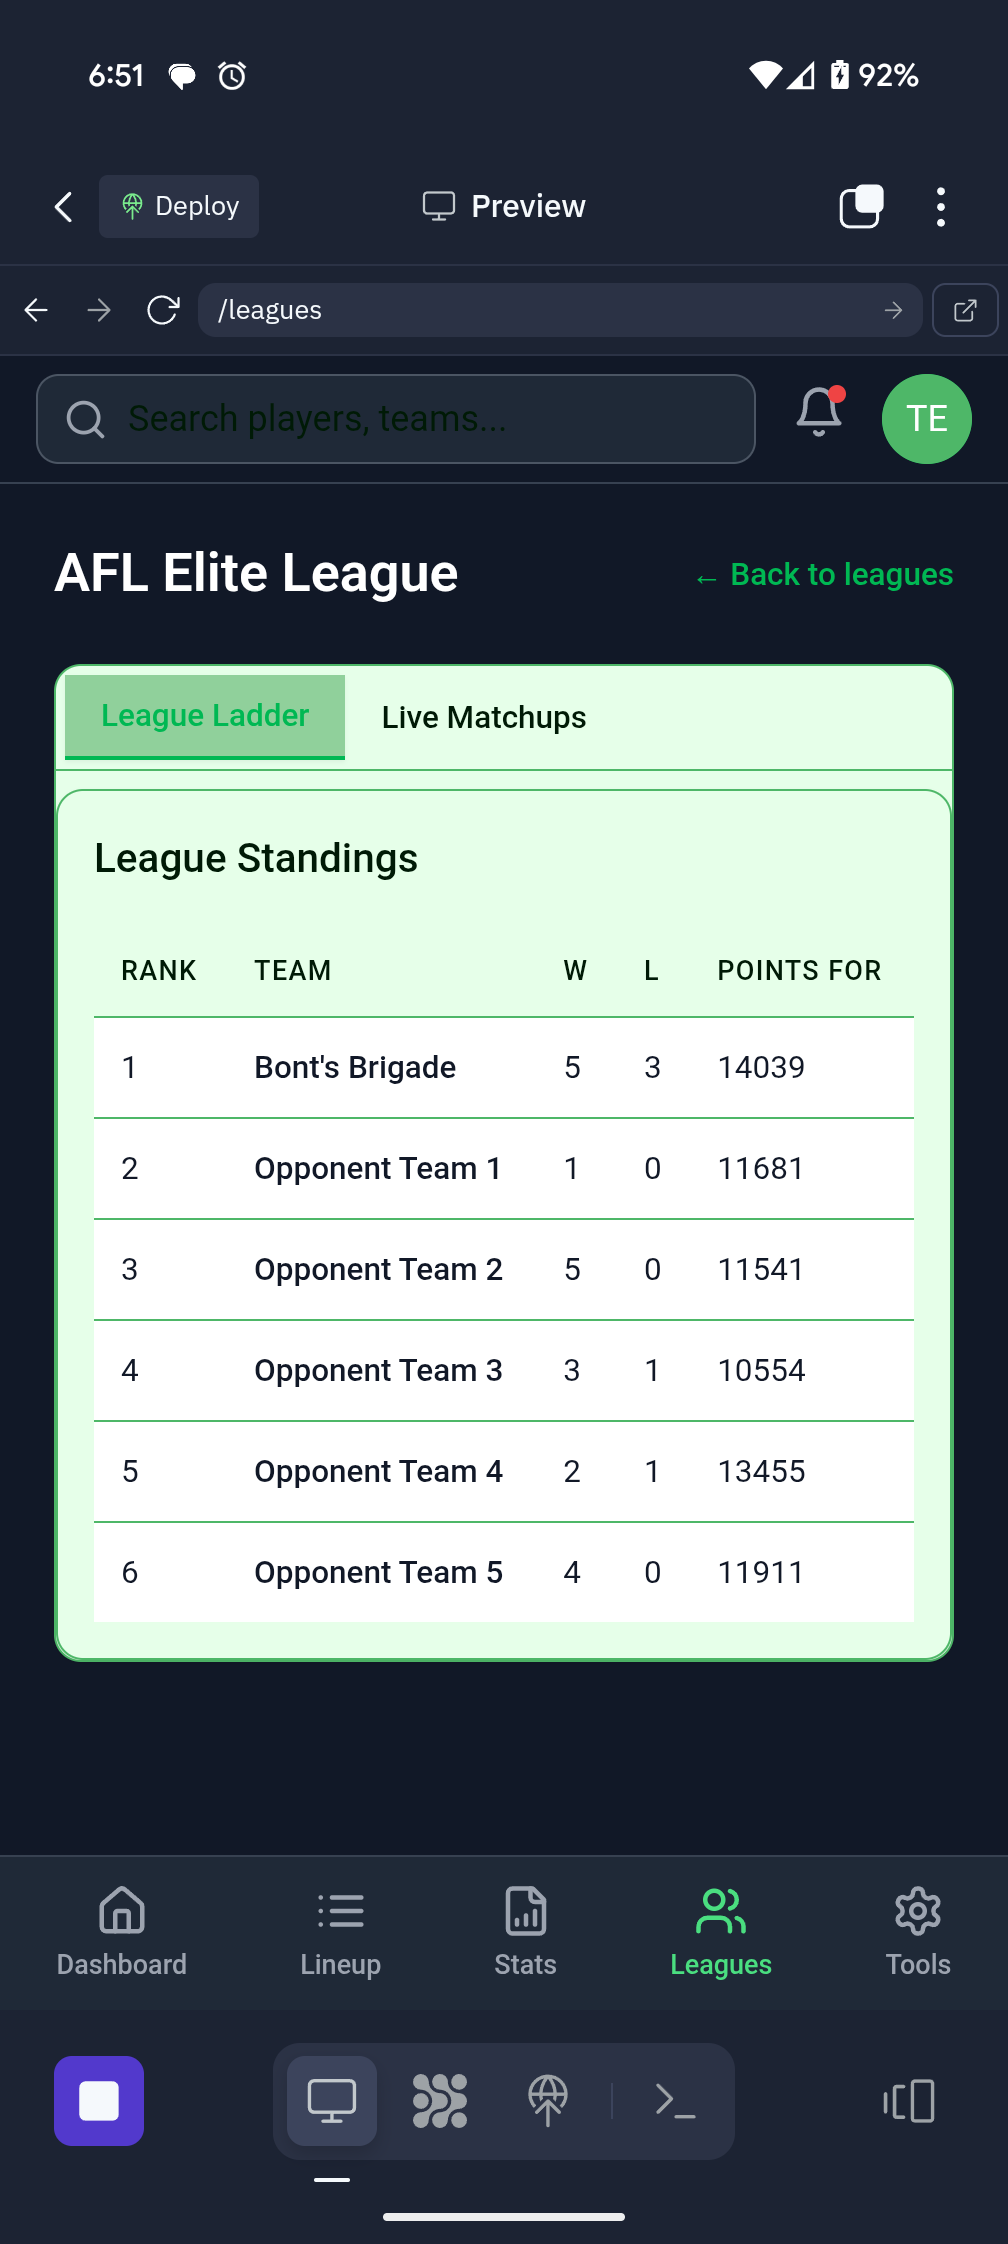 6:51 92%
Deploy Preview
/leagues
Search players, teams... TE
AFL Elite League ← Back to leagues
League Ladder Live Matchups
League Standings
RANK TEAM W L POINTS FOR
1 Bont's Brigade 5 3 14039
2 Opponent Team 1 1 0 11681
3 Opponent Team 2 5 0 11541
4 Opponent Team 3 3 1 10554
5 Opponent Team 4 2 1 13455
6 Opponent Team 5 4 0 11911
Dashboard Lineup Stats Leagues Tools